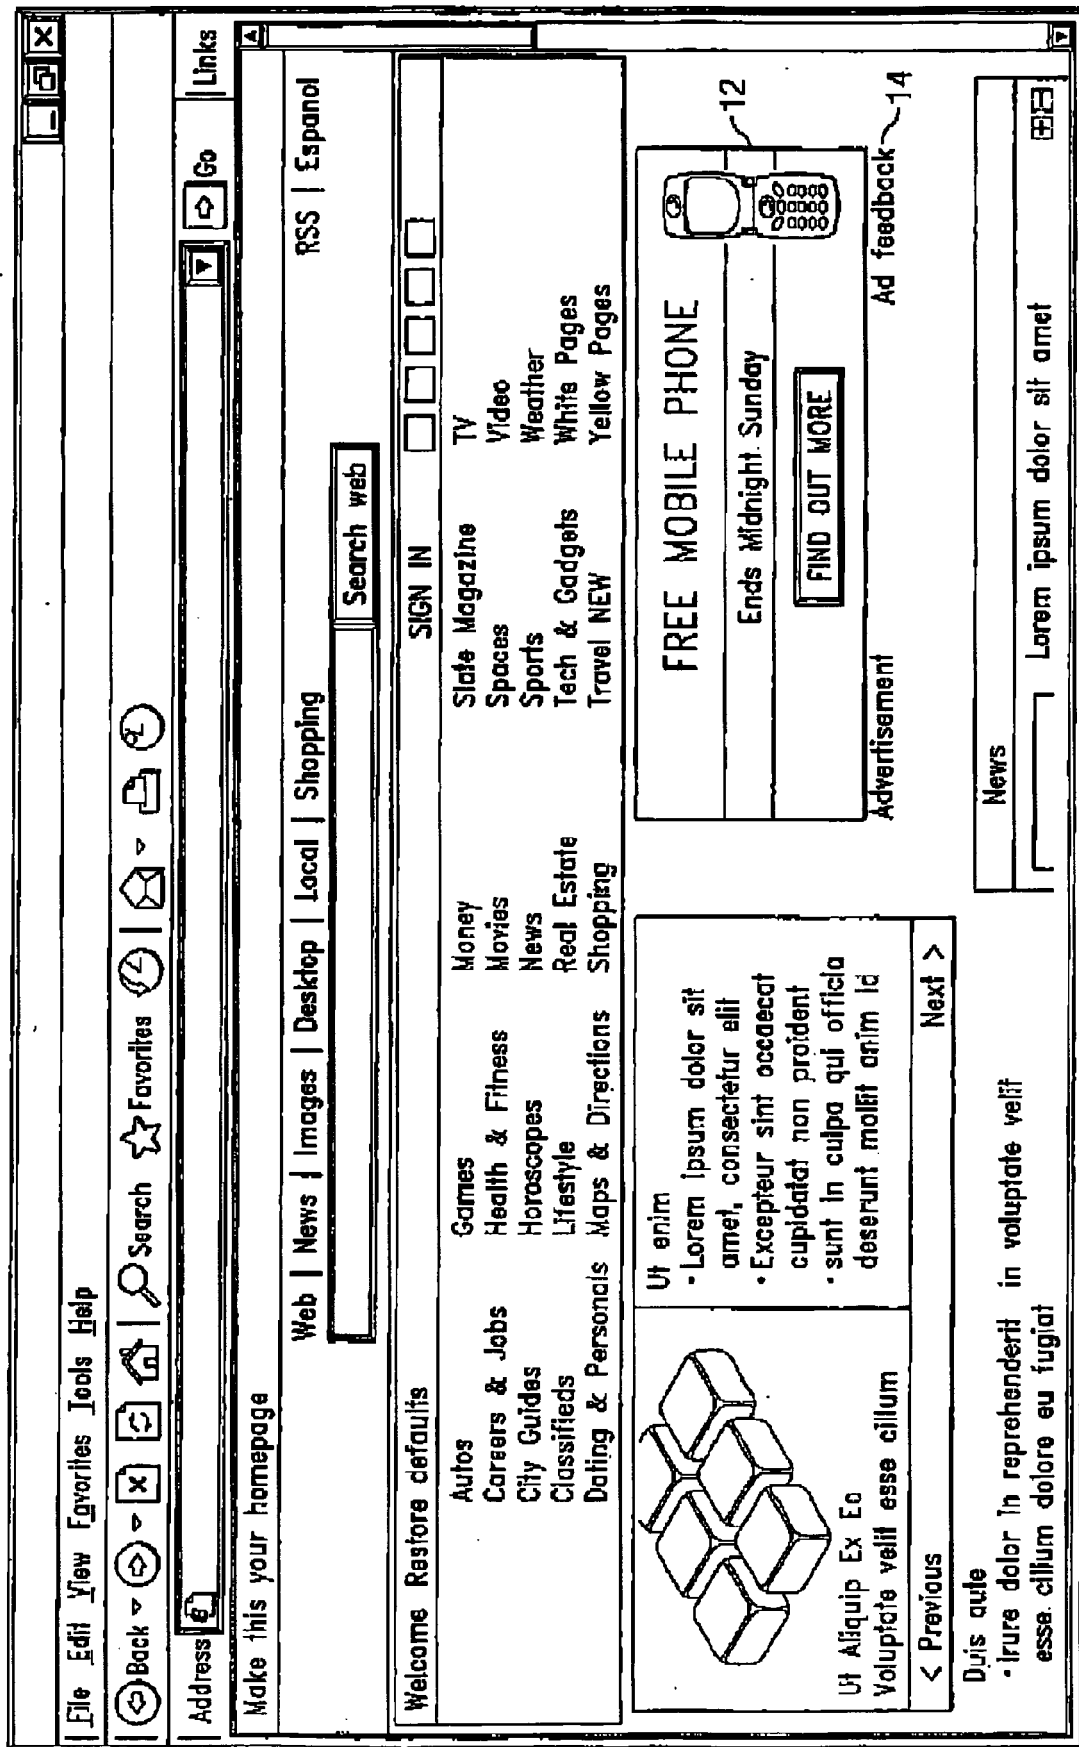 File Edit View Favorites Tools Help
Back Search Favorites
Address Go Links
Make this your homepage
RSS | Espanol
Web | News | Images | Desktop | Local | Shopping
Search web
Welcome Restore defaults SIGN IN
Autos Games Money Slate Magazine TV
Careers & Jobs Health & Fitness Movies Spaces Video
City Guides Horoscopes News Sports Weather
Classifieds Lifestyle Real Estate Tech & Gadgets White Pages
Dating & Personals Maps & Directions Shopping Travel NEW Yellow Pages
Ut enim
• Lorem ipsum dolor sit
amet, consectetur elit
• Excepteur sint occaecat
cupidatat non proident
• sunt in culpa qui officia
deserunt mollit anim id
Ut Aliquip Ex Ea
Voluptate velit esse cillum
< Previous Next >
Duis aute
• Irure dolor in reprehenderit in voluptate velit
esse cillum dolore eu fugiat
FREE MOBILE PHONE
Ends Midnight Sunday
FIND OUT MORE
12
Advertisement Ad feedback 14
News
Lorem ipsum dolor sit amet